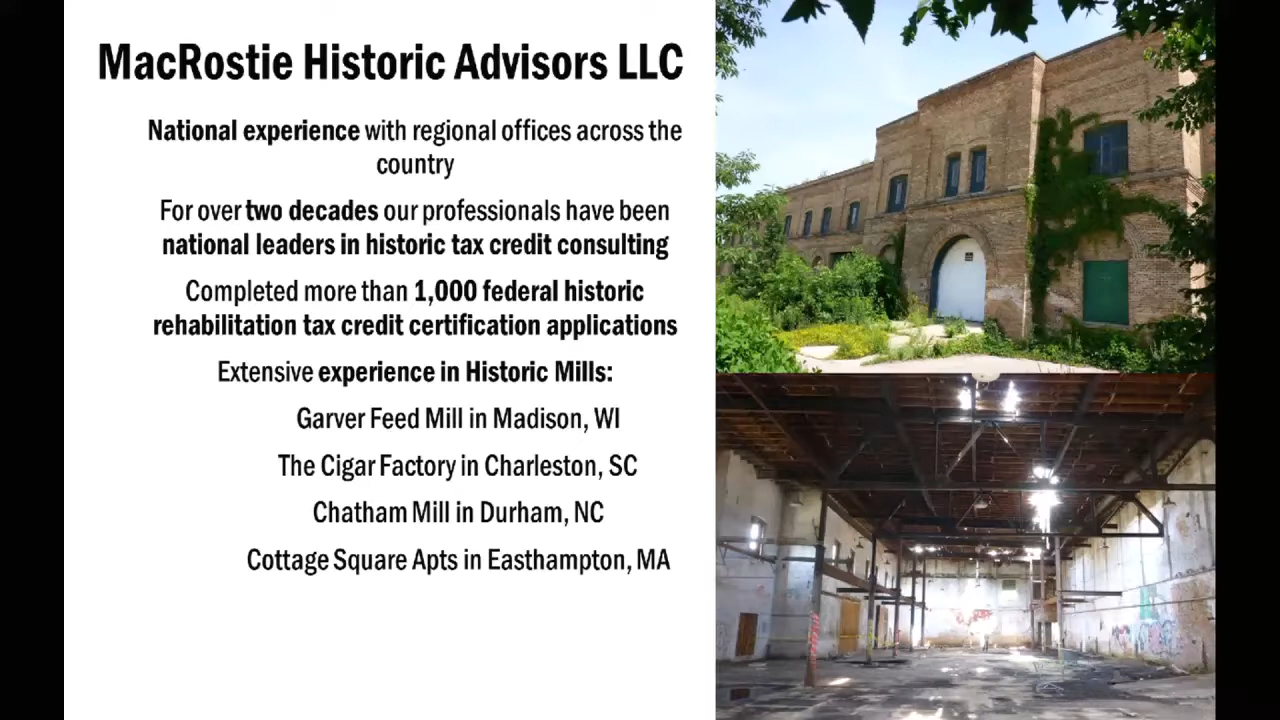 MacRostie Historic Advisors LLC
National experience with regional offices across the
country
For over two decades our professionals have been
national leaders in historic tax credit consulting
Completed more than 1,000 federal historic
rehabilitation tax credit certification applications
Extensive experience in Historic Mills:
Garver Feed Mill in Madison, WI
The Cigar Factory in Charleston, SC
Chatham Mill in Durham, NC
Cottage Square Apts in Easthampton, MA